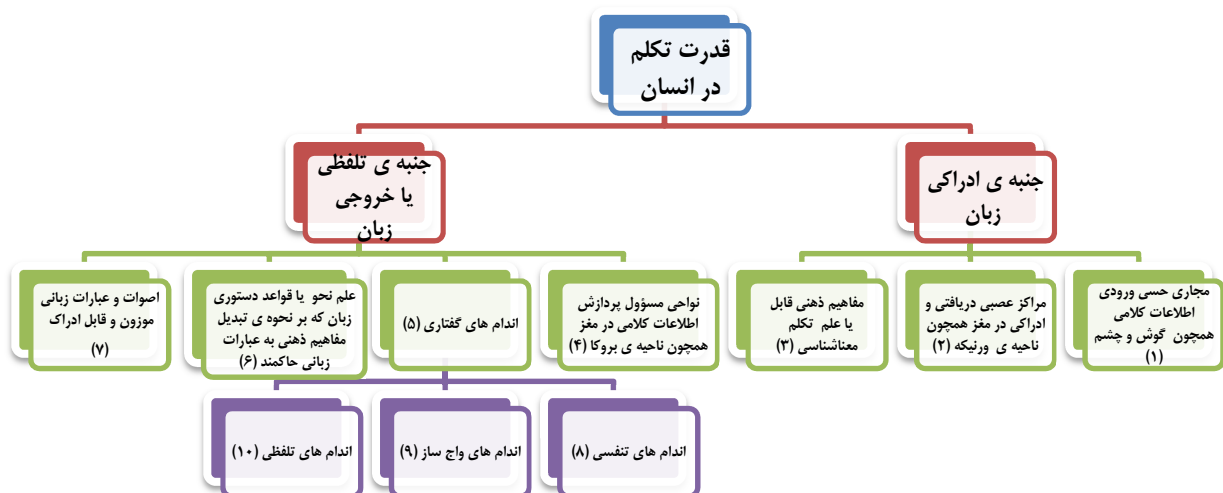 قدرت تکلم
در انسان
جنبه ی ادراکی
زبان
جنبه ی تلفظی
یا خروجی
زبان
مجاری حسی ورودی
اطلاعات کلامی
همچون گوش و چشم
(۱)
مراکز عصبی دریافتی و
ادراکی در مغز همچون
ناحیه ی ورنیکه (۲)
مفاهیم ذهنی قابل
یا علم تکلم
معناشناسی (۳)
نواحی مسؤول پردازش
اطلاعات کلامی در مغز
همچون ناحیه ی بروکا (۴)
اندام های گفتاری (۵)
علم نحو یا قواعد دستوری
زبان که بر نحوه ی تبدیل
مفاهیم ذهنی به عبارات
زبانی حاکمند (۶)
اصوات و عبارات زبانی
موزون و قابل ادراک
(۷)
اندام های تنفسی (۸)
اندام های واج ساز (۹)
اندام های تلفظی (۱۰)